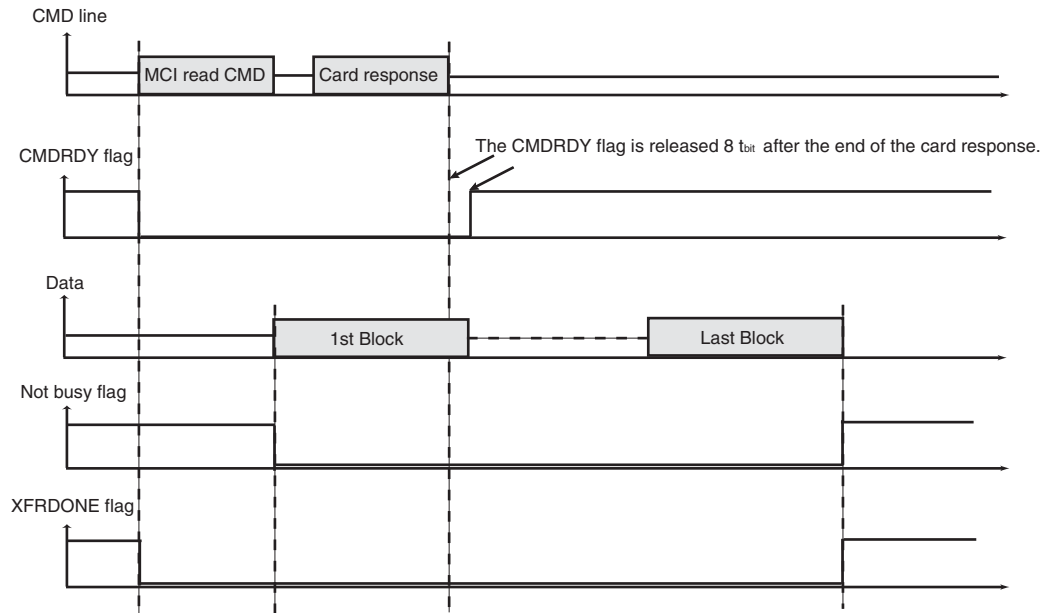 CMD line
MCI read CMD
Card response
The CMDRDY flag is released 8 tbit after the end of the card response.
CMDRDY flag
Data
1st Block
Last Block
Not busy flag
XFRDONE flag